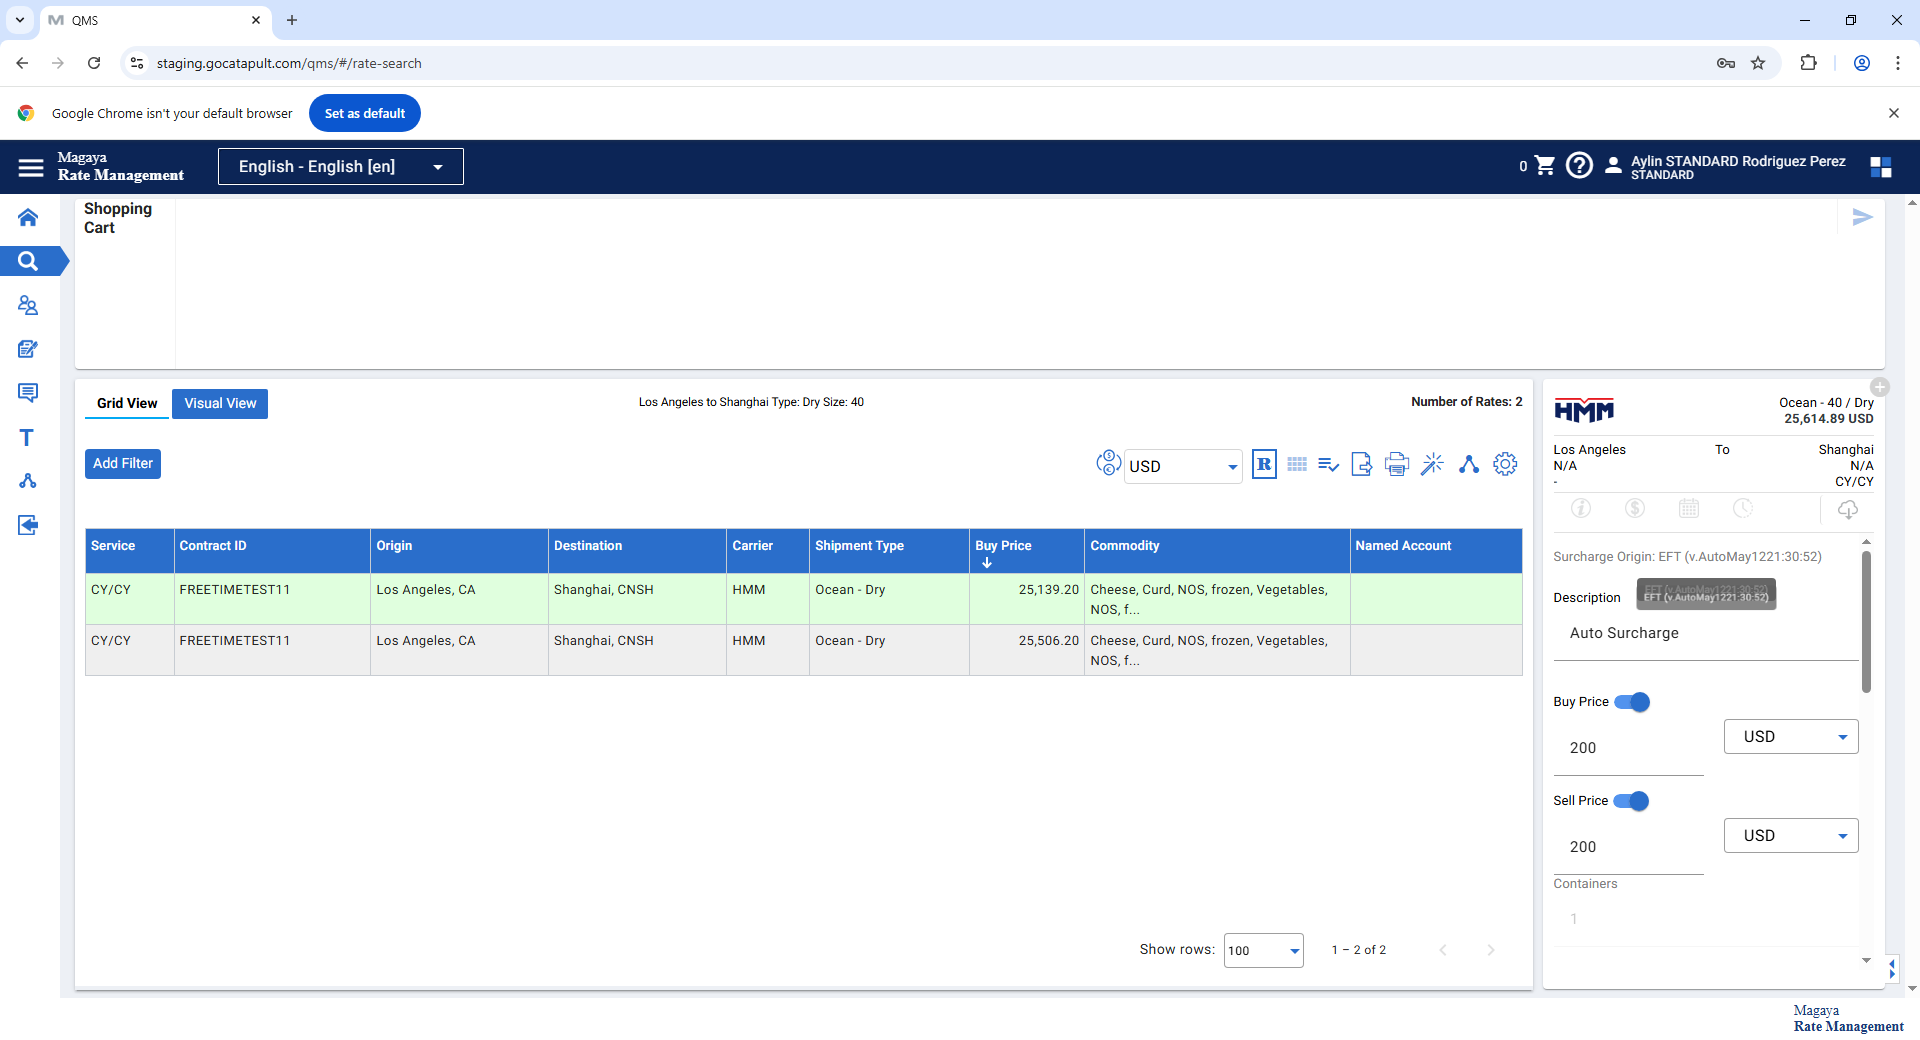 QMS
staging.gocatapult.com/qms/#/rate-search
Google Chrome isn't your default browser
Set as default
Magaya
Rate Management
English - English [en]
0
Aylin STANDARD Rodriguez Perez
STANDARD
Shopping
Cart
Grid View
Visual View
Los Angeles to Shanghai Type: Dry Size: 40
Number of Rates: 2
Add Filter
USD
R
Service
Contract ID
Origin
Destination
Carrier
Shipment Type
Buy Price
Commodity
Named Account
CY/CY
FREETIMETEST11
Los Angeles, CA
Shanghai, CNSH
HMM
Ocean - Dry
25,139.20
Cheese, Curd, NOS, frozen, Vegetables,
NOS, f...
CY/CY
FREETIMETEST11
Los Angeles, CA
Shanghai, CNSH
HMM
Ocean - Dry
25,506.20
Cheese, Curd, NOS, frozen, Vegetables,
NOS, f...
Show rows:
100
1 – 2 of 2
HMM
Ocean - 40 / Dry
25,614.89 USD
Los Angeles
To
Shanghai
N/A
N/A
-
CY/CY
Surcharge Origin: EFT (v.AutoMay1221:30:52)
EFT (v.AutoMay1221:30:52)
EFT (v.AutoMay1221:30:52)
Description
Auto Surcharge
Buy Price
200
USD
Sell Price
200
USD
Containers
1
Magaya
Rate Management